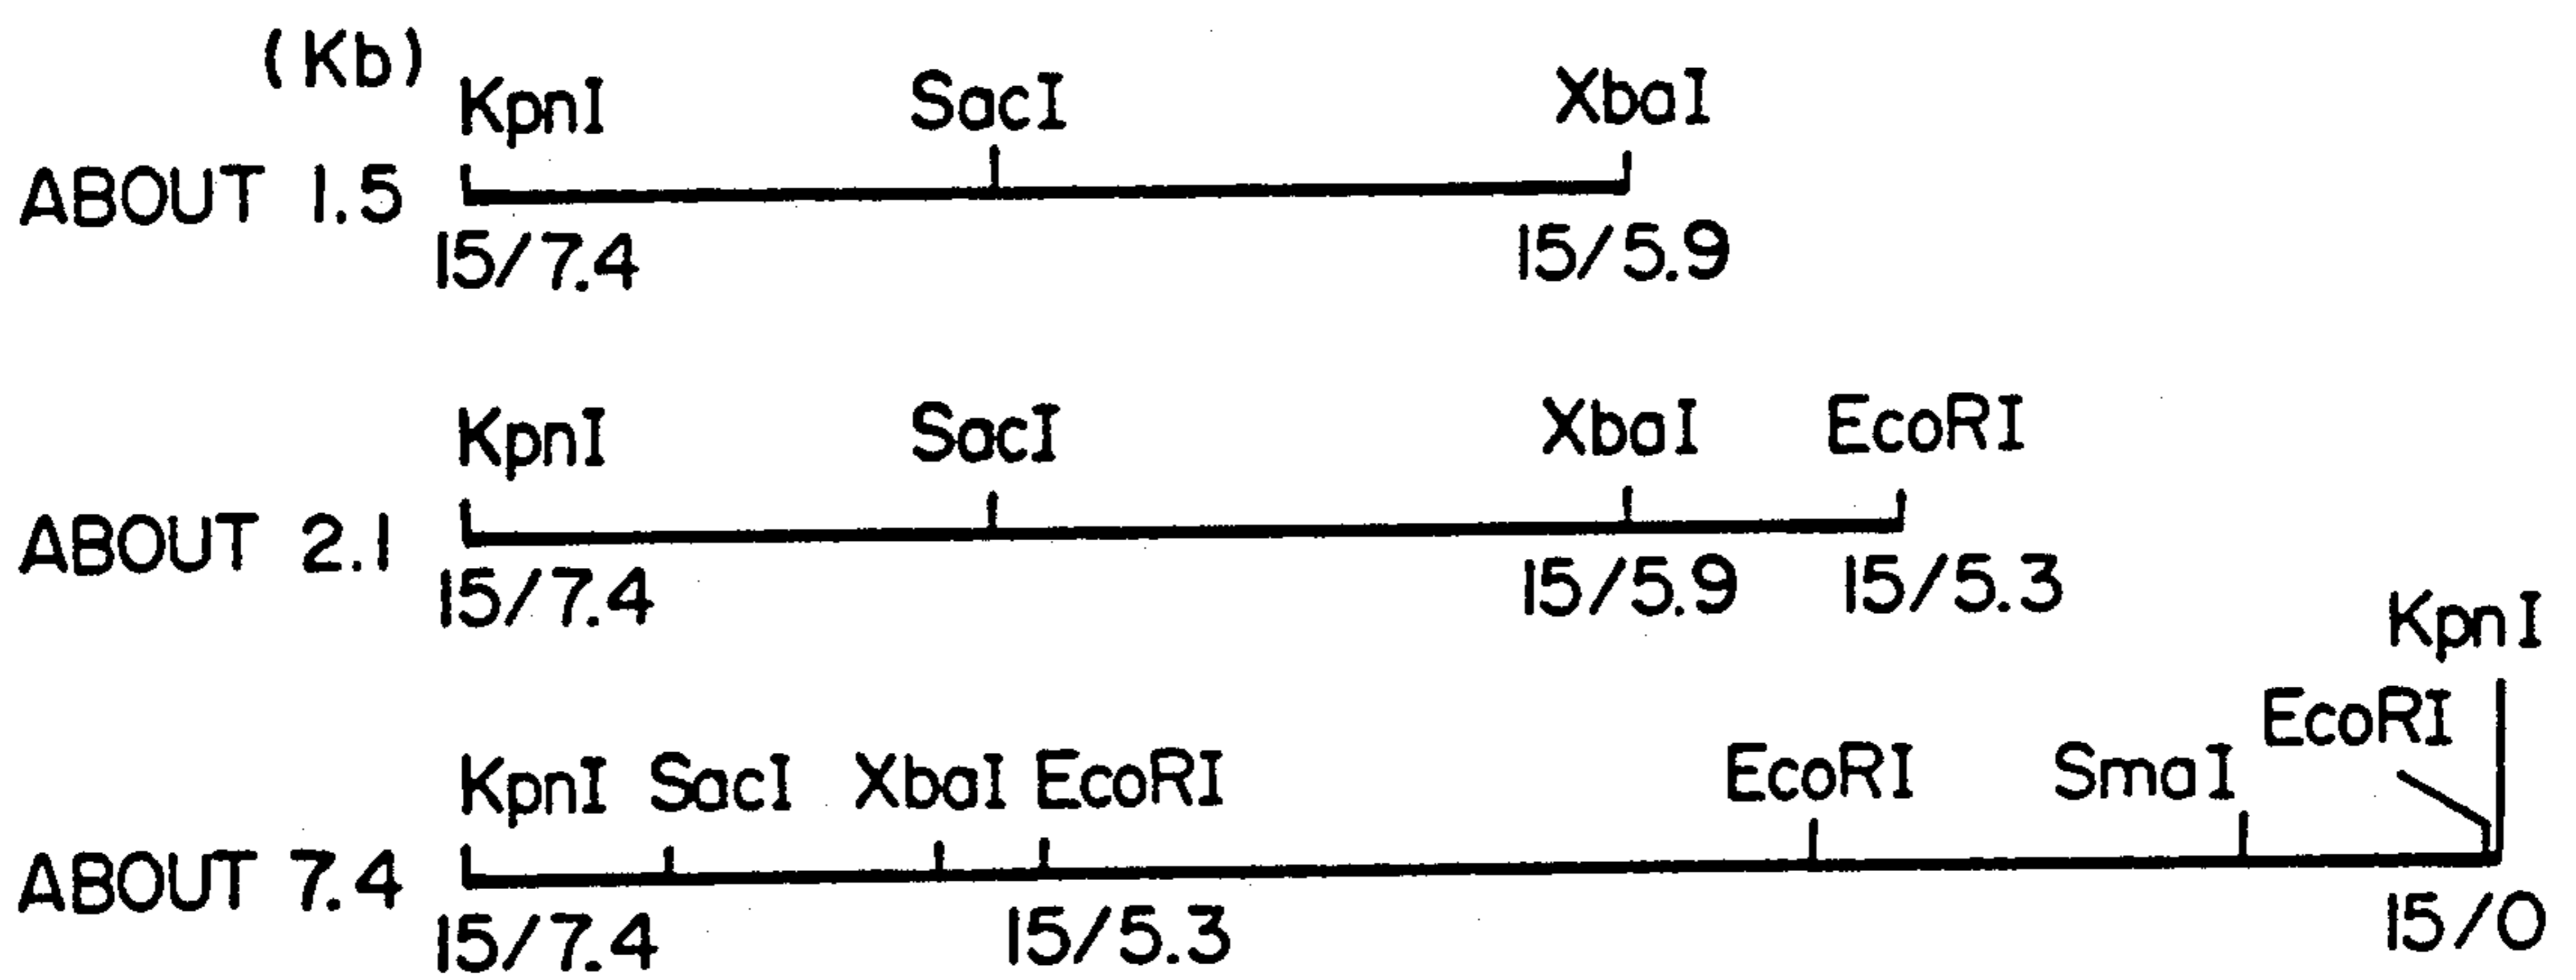 (Kb)
KpnI SacI XbaI
ABOUT 1.5
15/7.4 15/5.9
KpnI SacI XbaI EcoRI
ABOUT 2.1
15/7.4 15/5.9 15/5.3
KpnI
EcoRI
KpnI SacI XbaI EcoRI EcoRI SmaI
ABOUT 7.4
15/7.4 15/5.3 15/0